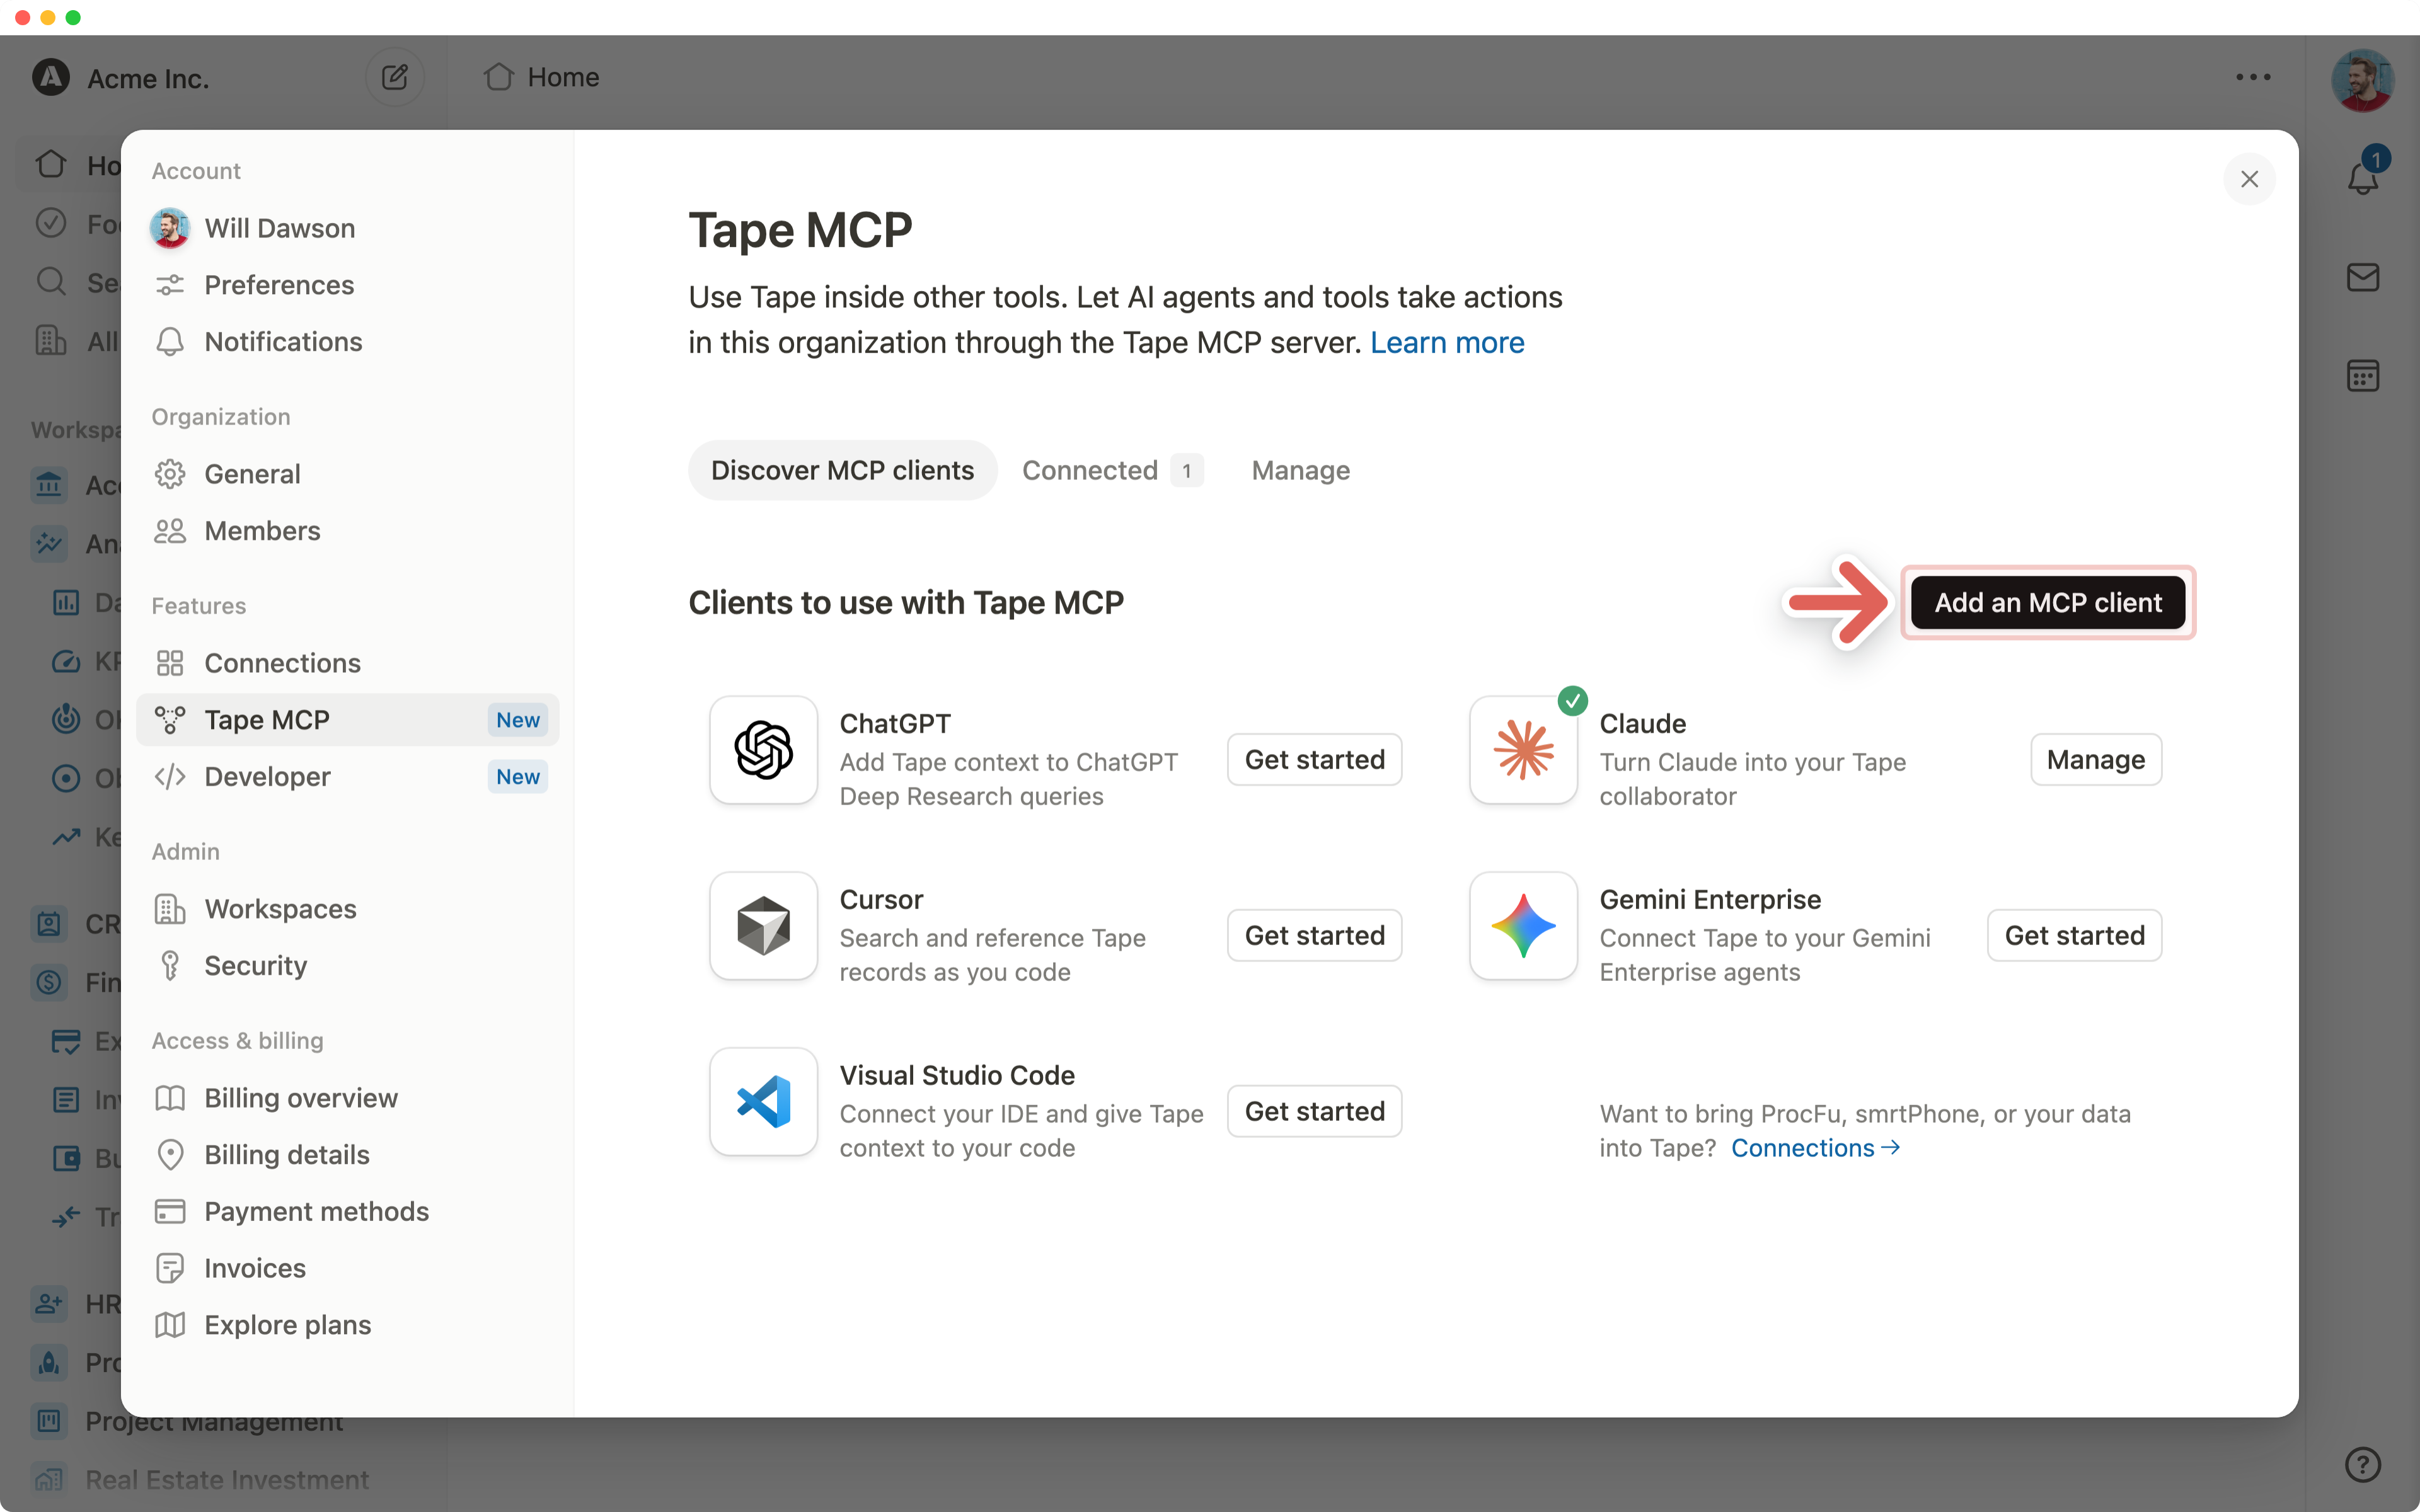 Acme Inc.
Home
1
Account
Will Dawson
Preferences
Notifications
Organization
General
Members
Features
Connections
Tape MCP
New
Developer
New
Admin
Workspaces
Security
Access & billing
Billing overview
Billing details
Payment methods
Invoices
Explore plans
Project Management
Real Estate Investment
Tape MCP
Use Tape inside other tools. Let AI agents and tools take actions
in this organization through the Tape MCP server. Learn more
Discover MCP clients
Connected 1
Manage
Clients to use with Tape MCP
Add an MCP client
ChatGPT
Add Tape context to ChatGPT
Deep Research queries
Get started
Claude
Turn Claude into your Tape
collaborator
Manage
Cursor
Search and reference Tape
records as you code
Get started
Gemini Enterprise
Connect Tape to your Gemini
Enterprise agents
Get started
Visual Studio Code
Connect your IDE and give Tape
context to your code
Get started
Want to bring ProcFu, smrtPhone, or your data
into Tape? Connections →